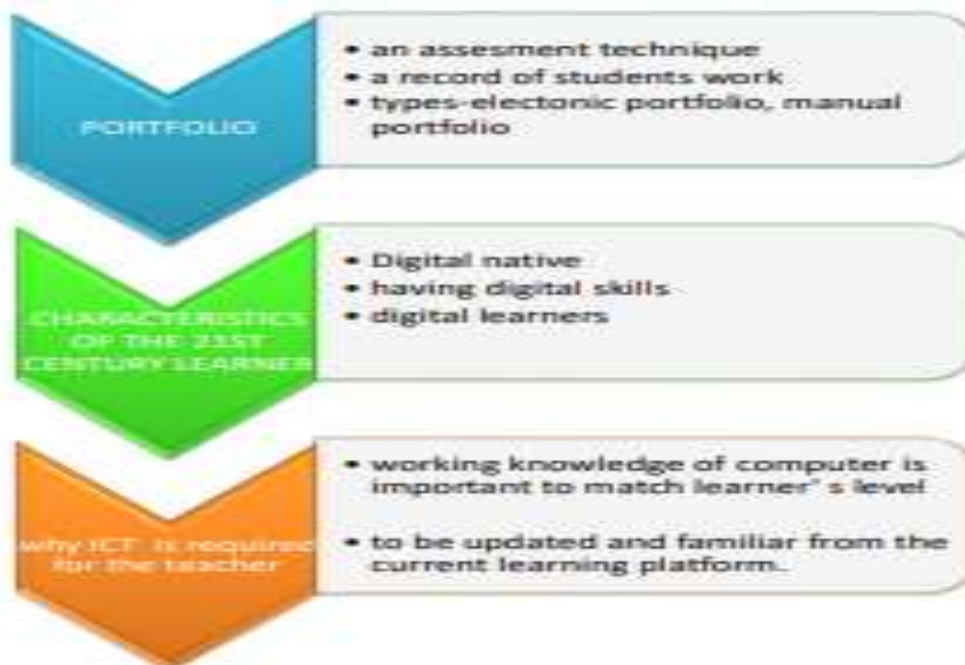 PORTFOLIO
• an assesment technique
• a record of students work
• types-electonic portfolio, manual
portfolio
CHARACTERISTICS
OF THE 21ST
CENTURY LEARNER
• Digital native
• having digital skills
• digital learners
why ICT is required
for the teacher
• working knowledge of computer is
important to match learner' s level
• to be updated and familiar from the
current learning platform.